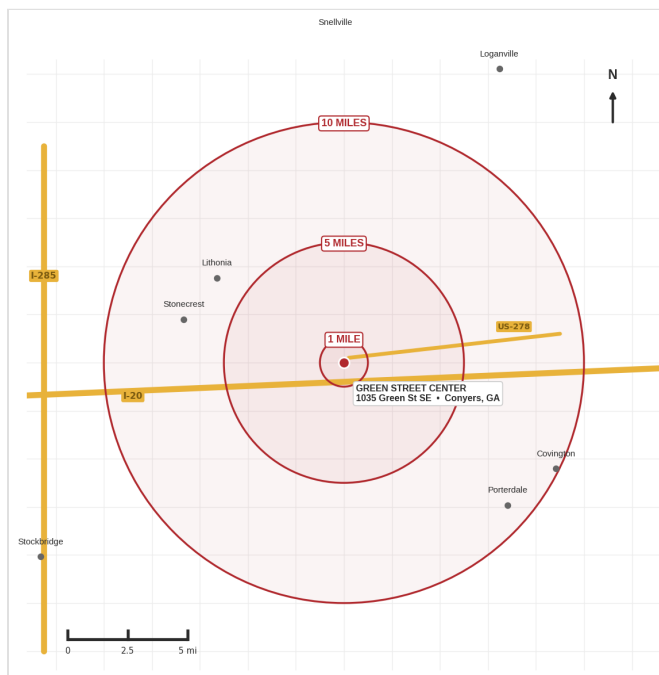 Snellville
Loganville
N
10 MILES
5 MILES
Lithonia
I-285
Stonecrest
US-278
1 MILE
GREEN STREET CENTER
1035 Green St SE • Conyers, GA
I-20
Covington
Porterdale
Stockbridge
0 2.5 5 mi